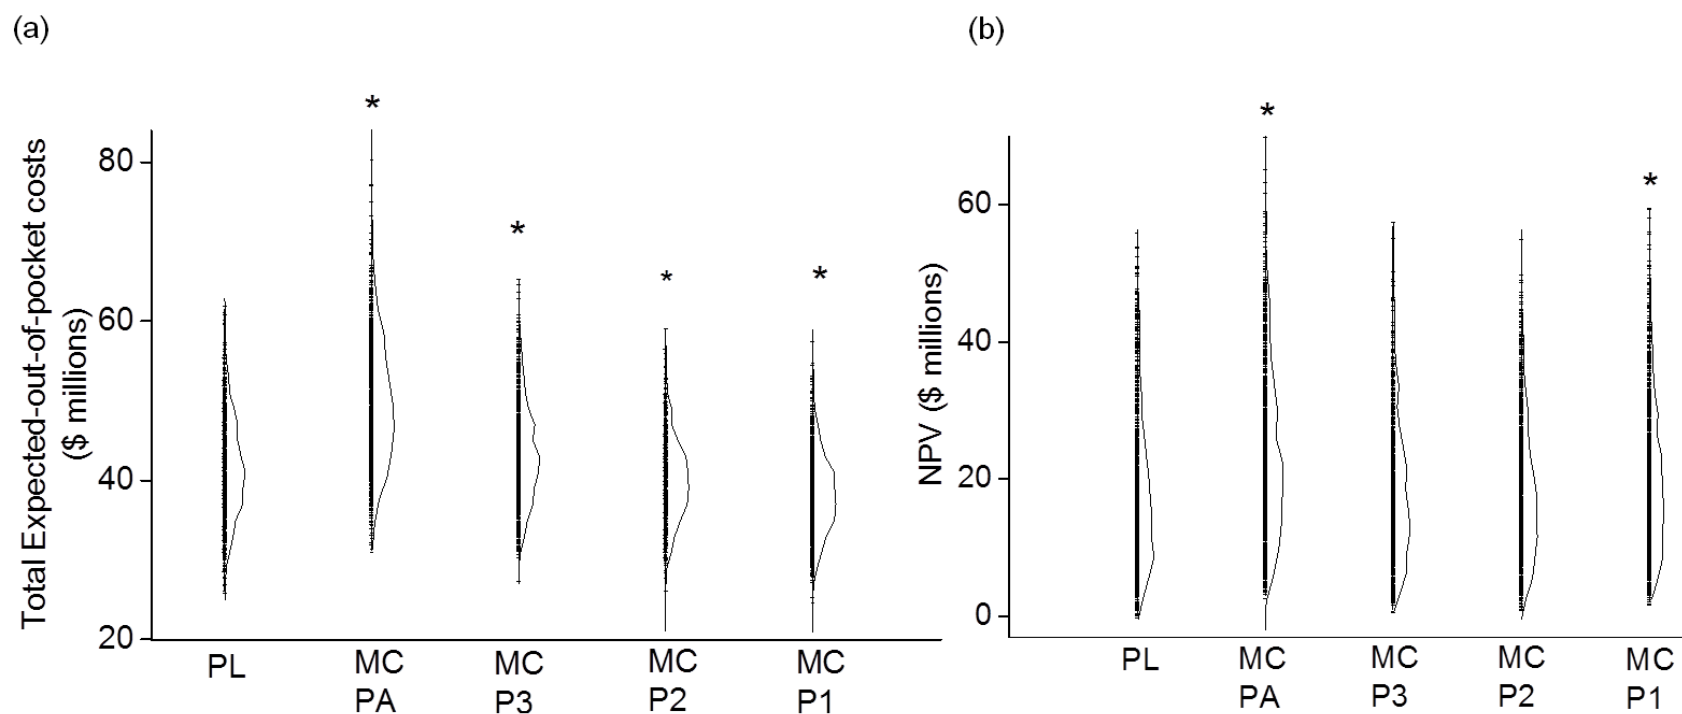 (a)
(b)
Total Expected-out-of-pocket costs
($ millions)
80
60
40
20
*
*
*
*
PL
MC
PA
MC
P3
MC
P2
MC
P1
NPV ($ millions)
60
40
20
0
*
*
PL
MC
PA
MC
P3
MC
P2
MC
P1